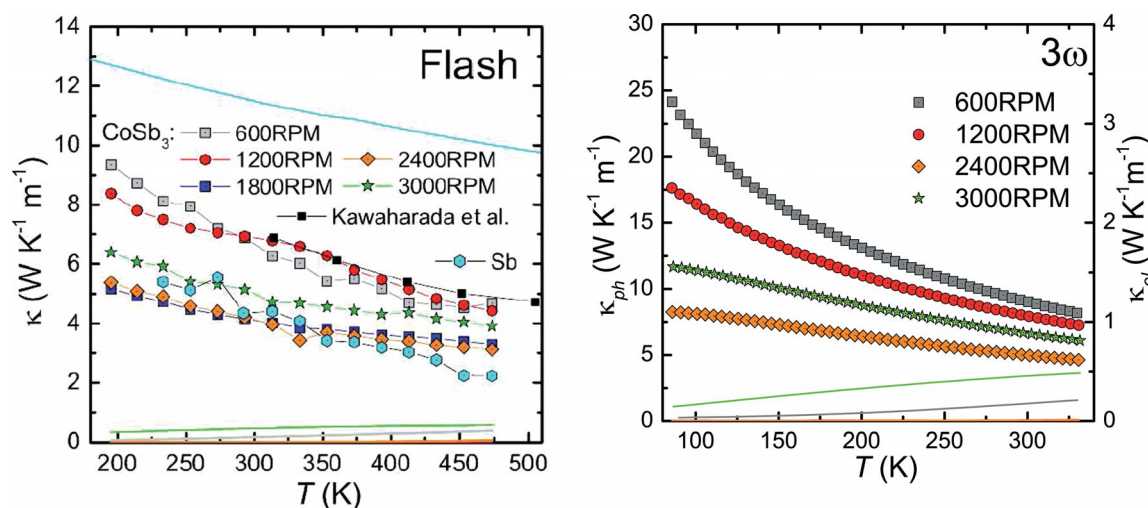 Flash
CoSb3:
600RPM
1200RPM
2400RPM
1800RPM
3000RPM
Kawaharada et al.
Sb
κ (W K-1 m-1)
14
12
10
8
6
4
2
0
200 250 300 350 400 450 500
T (K)
3ω
600RPM
1200RPM
2400RPM
3000RPM
κph (W K-1 m-1)
30
25
20
15
10
5
0
100 150 200 250 300
T (K)
4
3
2
1
0
κel (W K-1 m-1)